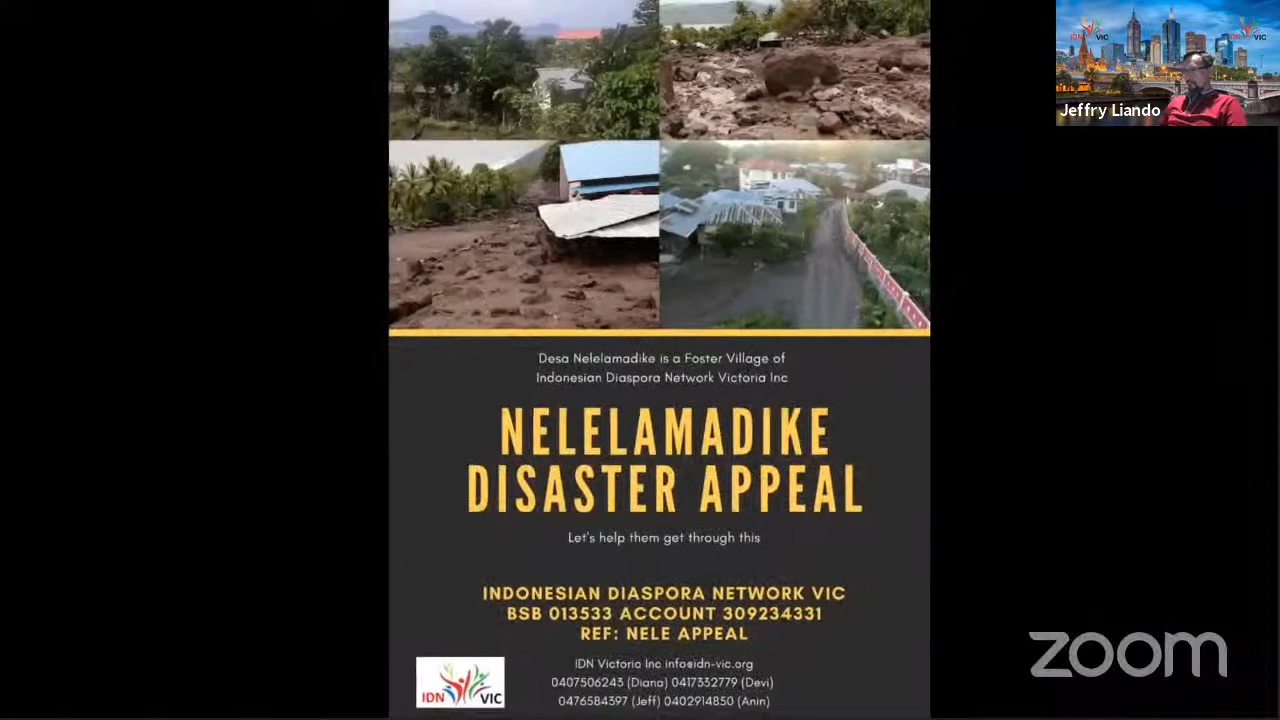 IDN VIC
IDN VIC
Jeffry Liando
Desa Nelelamadike is a Foster Village of
Indonesian Diaspora Network Victoria Inc
NELELAMADIKE
DISASTER APPEAL
Let's help them get through this
INDONESIAN DIASPORA NETWORK VIC
BSB 013533 ACCOUNT 309234331
REF: NELE APPEAL
IDN Victoria Inc info@idn-vic.org
0407506243 (Diana) 0417332779 (Devi)
0476584397 (Jeff) 0402914850 (Anin)
IDN VIC
zoom